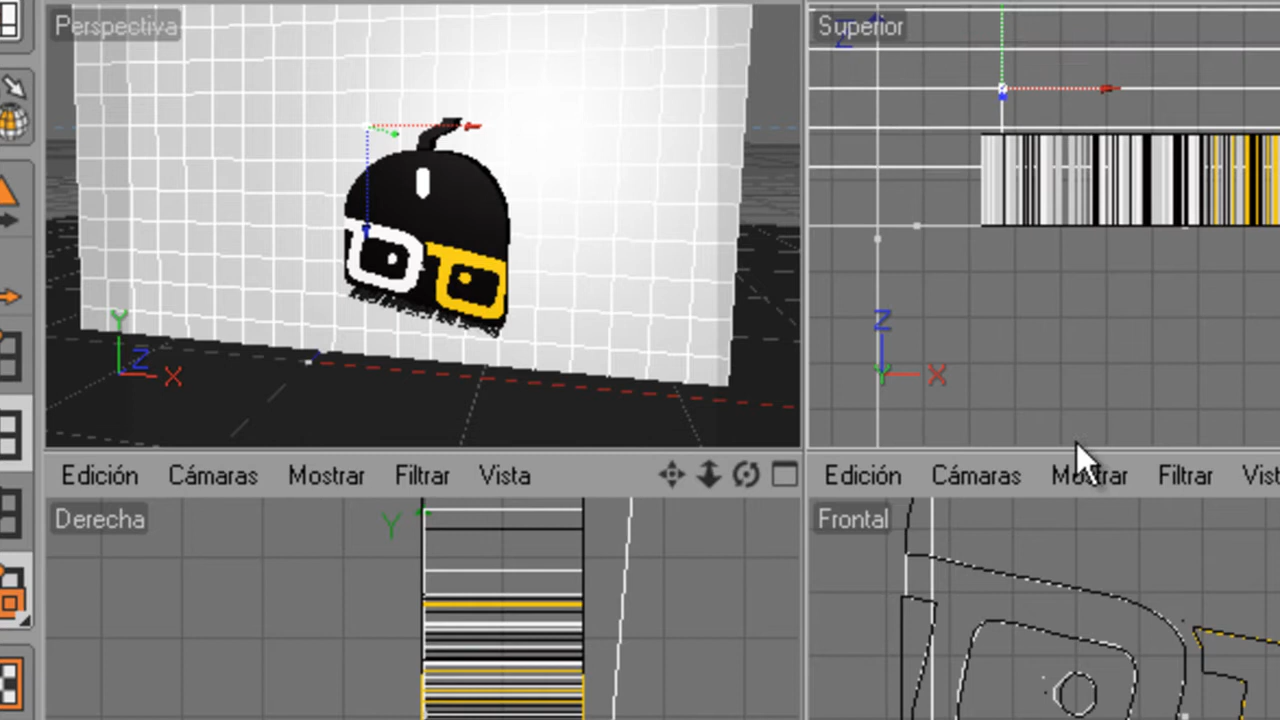 Perspectiva
Superior
Z
Y
Z
X
Z
Y
X
Edición Cámaras Mostrar Filtrar Vista
Edición Cámaras Mostrar Filtrar
Derecha
Y
Frontal